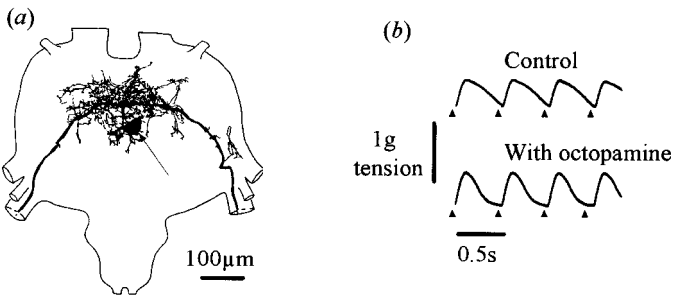 (a)
100µm
(b)
Control
1g
tension
With octopamine
0.5s